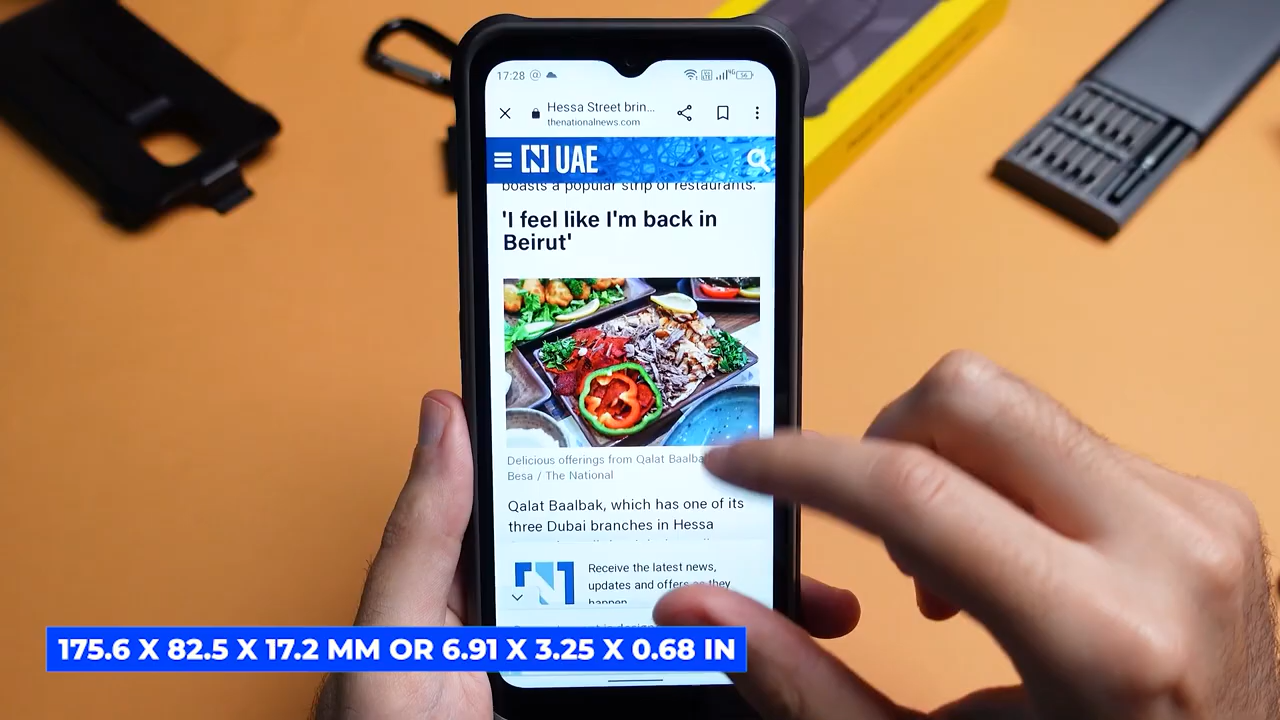 17:28
Hessa Street brin...
thenationalnews.com
UAE
boasts a popular strip of restaurants.
'I feel like I'm back in
Beirut'
Delicious offerings from Qalat Baalba
Besa / The National
Qalat Baalbak, which has one of its
three Dubai branches in Hessa
Receive the latest news,
updates and offers as they
happen
175.6 X 82.5 X 17.2 MM OR 6.91 X 3.25 X 0.68 IN